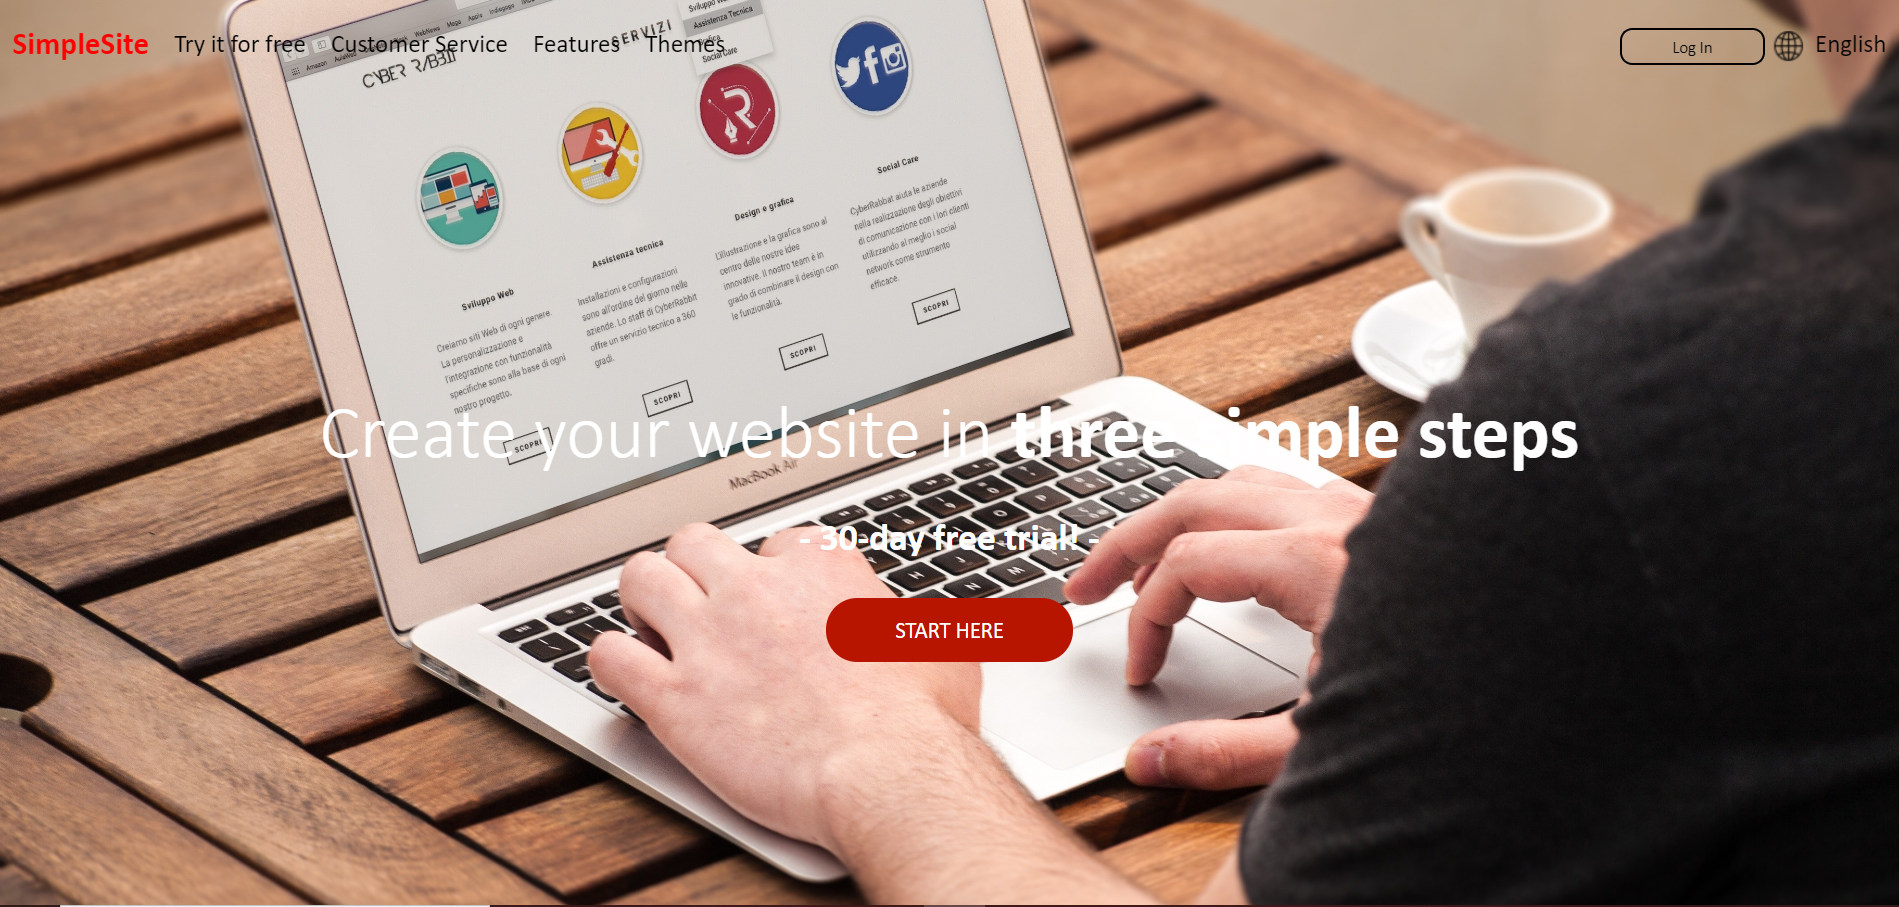 SimpleSite Try it for free Customer Service Features Themes Log In English
Amazon
WebNews Mega Apple Indiegogo
CYBER RABBIT
SERVIZI
Assistenza Tecnica
Grafica
Social Care
Sviluppo Web
Creiamo siti Web di ogni genere.
La personalizzazione e
l'integrazione con funzionalità
specifiche sono alla base di ogni
nostro progetto.
SCOPRI
Assistenza tecnica
Installazioni e configurazioni
sono all'ordine del giorno nelle
aziende. Lo staff di CyberRabbit
offre un servizio tecnico a 360
gradi.
SCOPRI
Design e grafica
L'illustrazione e la grafica sono al
centro delle nostre idee
innovative. Il nostro team è in
grado di combinare il design con
le funzionalità.
SCOPRI
Social Care
CyberRabbat aiuta le aziende
nella realizzazione degli obiettivi
di comunicazione con i lori clienti
utilizzando al meglio i social
network come strumento
efficace.
SCOPRI
Create your website in three simple steps
MacBook Air
- 30-day free trial! -
START HERE